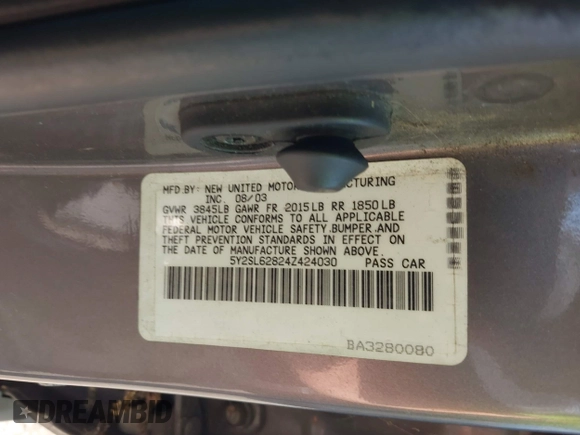 MFD BY: NEW UNITED MOTOR MANUFACTURING
INC. 08/03
GVWR 3845LB GAWR FR 2015LB RR 1850LB
THIS VEHICLE CONFORMS TO ALL APPLICABLE
FEDERAL MOTOR VEHICLE SAFETY,BUMPER,AND
THEFT PREVENTION STANDARDS IN EFFECT ON
THE DATE OF MANUFACTURE SHOWN ABOVE.
5Y2SL62824Z424030 PASS CAR
BA3280080
DREAMBID